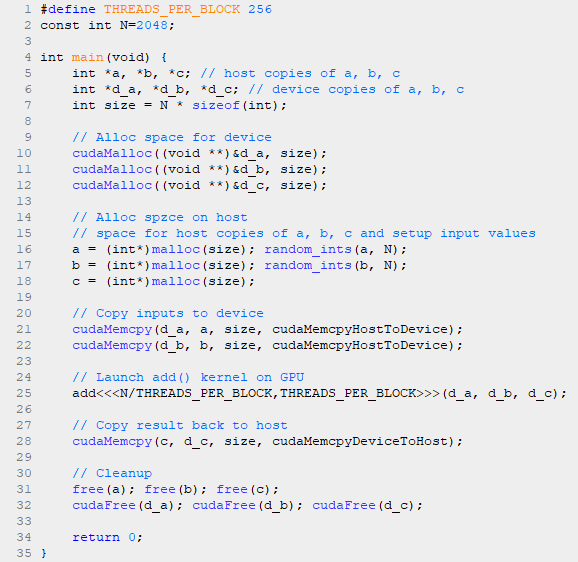 1 #define THREADS_PER_BLOCK 256
2 const int N=2048;
3
4 int main(void) {
5     int *a, *b, *c; // host copies of a, b, c
6     int *d_a, *d_b, *d_c; // device copies of a, b, c
7     int size = N * sizeof(int);
8
9     // Alloc space for device
10     cudaMalloc((void **)&d_a, size);
11     cudaMalloc((void **)&d_b, size);
12     cudaMalloc((void **)&d_c, size);
13
14     // Alloc spzce on host
15     // space for host copies of a, b, c and setup input values
16     a = (int*)malloc(size); random_ints(a, N);
17     b = (int*)malloc(size); random_ints(b, N);
18     c = (int*)malloc(size);
19
20     // Copy inputs to device
21     cudaMemcpy(d_a, a, size, cudaMemcpyHostToDevice);
22     cudaMemcpy(d_b, b, size, cudaMemcpyHostToDevice);
23
24     // Launch add() kernel on GPU
25     add<<<N/THREADS_PER_BLOCK,THREADS_PER_BLOCK>>>(d_a, d_b, d_c);
26
27     // Copy result back to host
28     cudaMemcpy(c, d_c, size, cudaMemcpyDeviceToHost);
29
30     // Cleanup
31     free(a); free(b); free(c);
32     cudaFree(d_a); cudaFree(d_b); cudaFree(d_c);
33
34     return 0;
35 }